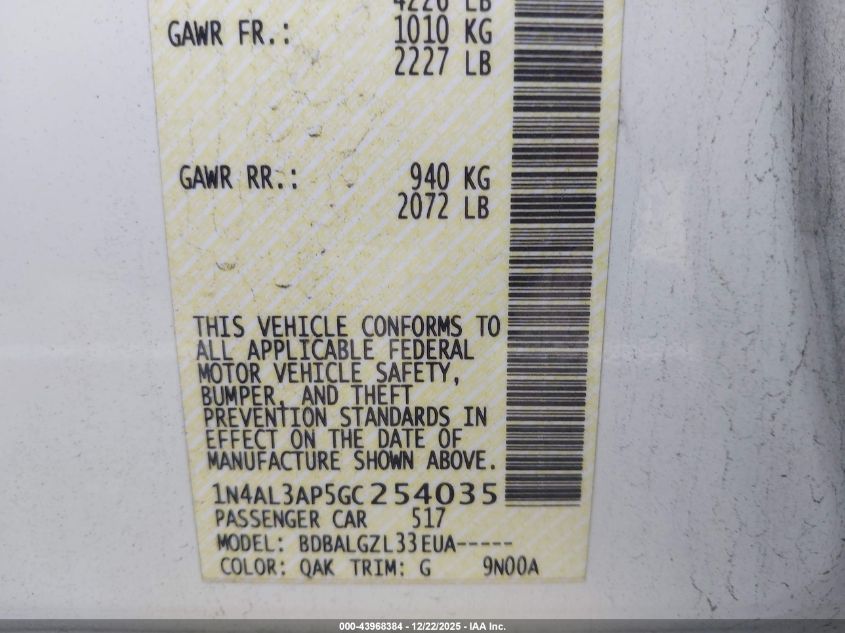 4226 LB
GAWR FR.: 1010 KG
2227 LB
GAWR RR.: 940 KG
2072 LB
THIS VEHICLE CONFORMS TO
ALL APPLICABLE FEDERAL
MOTOR VEHICLE SAFETY,
BUMPER, AND THEFT
PREVENTION STANDARDS IN
EFFECT ON THE DATE OF
MANUFACTURE SHOWN ABOVE.
1N4AL3AP5GC254035
PASSENGER CAR 517
MODEL: BDBALGZL33EUA-----
COLOR: QAK TRIM: G 9N00A
000-43968384 - 12/22/2025 - IAA Inc.